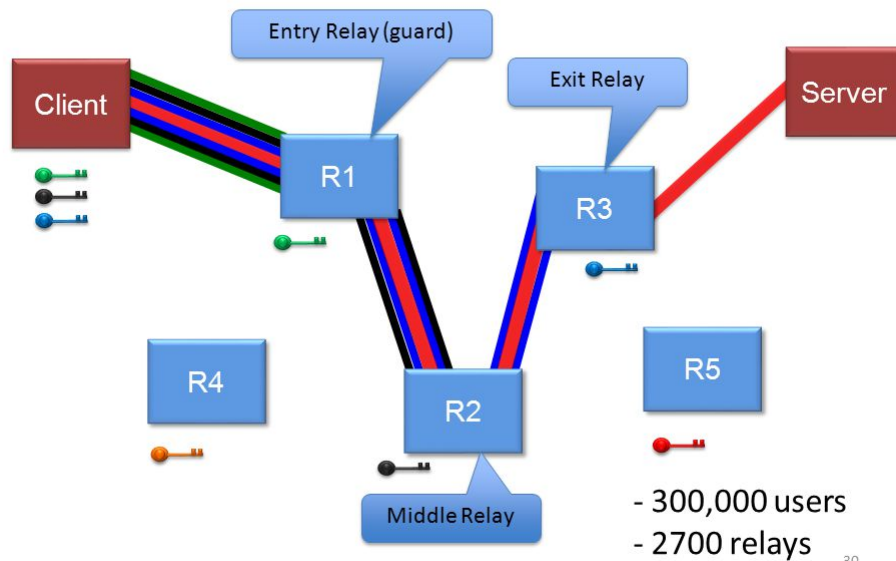 Entry Relay (guard)
Client
Exit Relay
Server
R1
R3
R4
R2
R5
Middle Relay
- 300,000 users
- 2700 relays